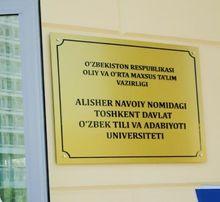 O'ZBEKISTON RESPUBLIKASI
OLIY VA O'RTA MAXSUS TA'LIM
VAZIRLIGI
ALISHER NAVOIY NOMIDAGI
TOSHKENT DAVLAT
O'ZBEK TILI VA ADABIYOTI
UNIVERSITETI